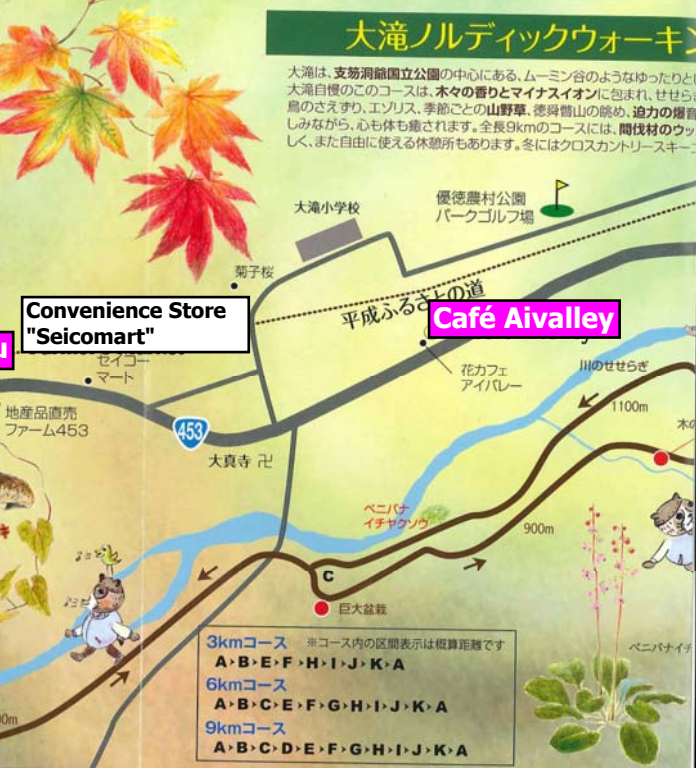 大滝ノルディックウォーキン
大滝は、支笏洞爺国立公園の中心にある、ムーミン谷のようなゆったりと
大滝自慢のこのコースは、木々の香りとマイナスイオンに包まれ、せせら
鳥のさえずり、エゾリス、季節ごとの山野草、徳舜瞥山の眺め、迫力の爆音
しみながら、心も体も癒されます。全長9kmのコースには、間伐材のウッ
しく、また自由に使える休憩所もあります。冬にはクロスカントリースキー
大滝小学校
優徳農村公園
パークゴルフ場
菊子桜
平成ふるさとの道
Convenience Store
"Seicomart"
Café Aivalley
セイコー
マート
花カフェ
アイバレー
川のせせらぎ
1100m
地産品直売
ファーム453
453
大真寺 卍
木の
ベニバナ
イチヤクソウ
900m
C
巨大盆栽
ベニバナイチ
3kmコース ※コース内の区間表示は概算距離です
A›B›E›F›H›I›J›K›A
6kmコース
A›B›C›E›F›G›H›I›J›K›A
9kmコース
A›B›C›D›E›F›G›H›I›J›K›A